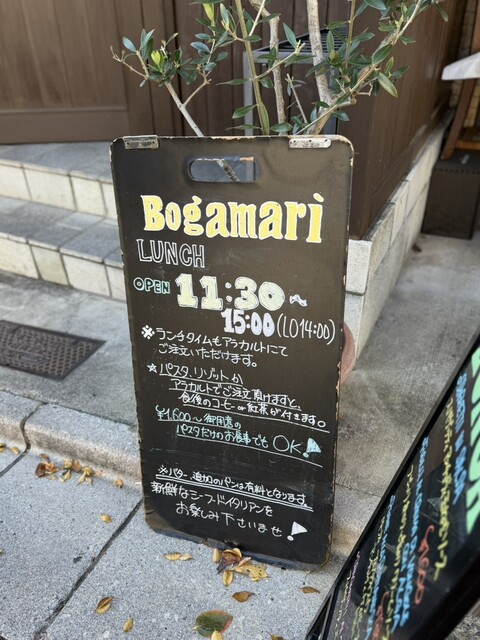 Bogamari
LUNCH
OPEN 11:30〜
15:00(LO14:00)
※ランチタイムもアラカルトにて
ご注文いただけます。
★パスタ、リゾットか
アラカルトでご注文頂けますと、
食後のコーヒーor紅茶が付きます。
¥1,600〜御用意の
パスタだけのお食事でもOK!
※バター、追加のパンは有料となります。
新鮮なシーフードイタリアンを
お楽しみ下さいませ!